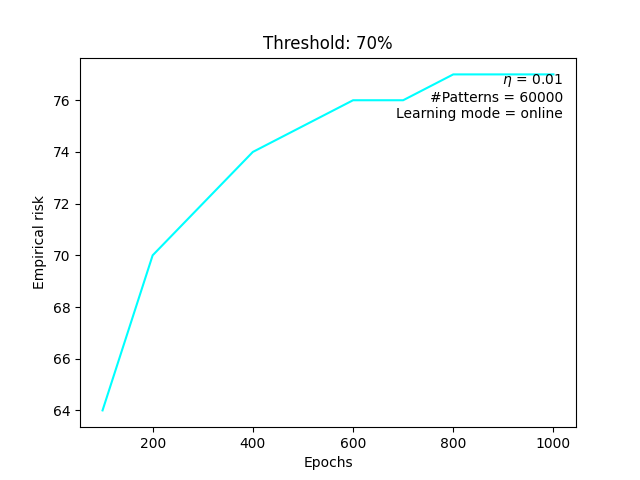 Threshold: 70%
η = 0.01
#Patterns = 60000
Learning mode = online
Empirical risk
76
74
72
70
68
66
64
200 400 600 800 1000
Epochs